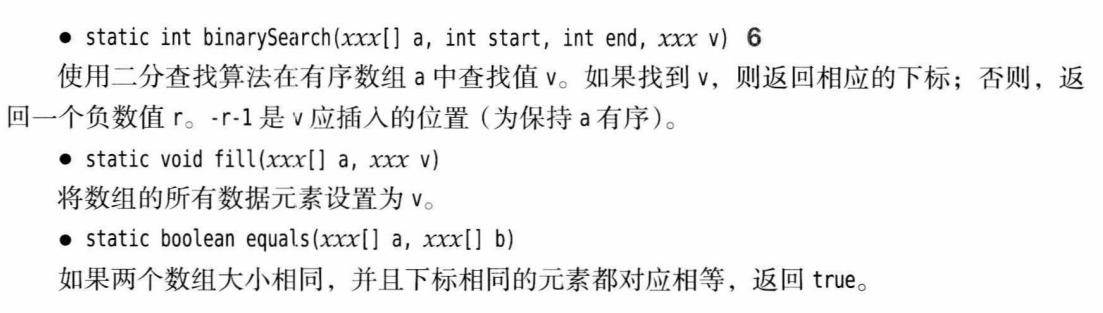 ● static int binarySearch(xxx[] a, int start, int end, xxx v) 6
使用二分查找算法在有序数组 a 中查找值 v。如果找到 v，则返回相应的下标；否则，返
回一个负数值 r。-r-1 是 v 应插入的位置（为保持 a 有序）。
● static void fill(xxx[] a, xxx v)
将数组的所有数据元素设置为 v。
● static boolean equals(xxx[] a, xxx[] b)
如果两个数组大小相同，并且下标相同的元素都对应相等，返回 true。